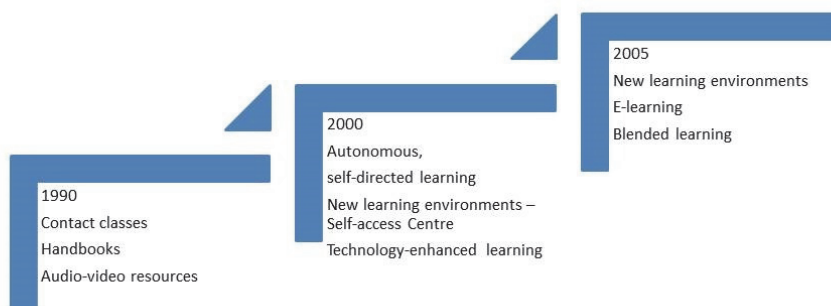 1990
Contact classes
Handbooks
Audio-video resources
2000
Autonomous,
self-directed learning
New learning environments –
Self-access Centre
Technology-enhanced learning
2005
New learning environments
E-learning
Blended learning